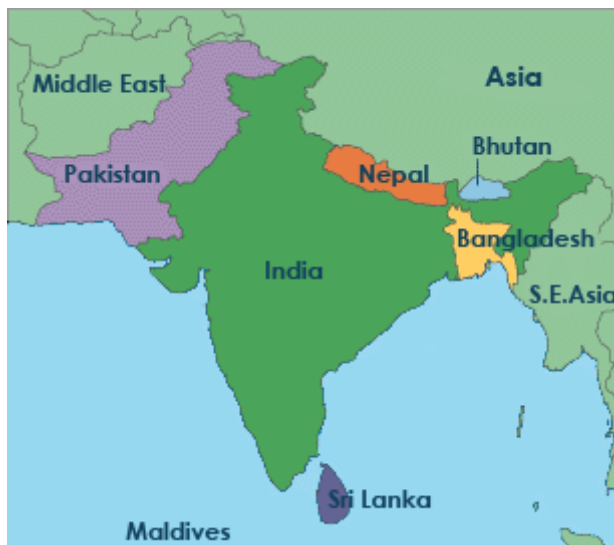 Middle East
Asia
Bhutan
Pakistan
Nepal
Bangladesh
India
S.E.Asia
Sri Lanka
Maldives